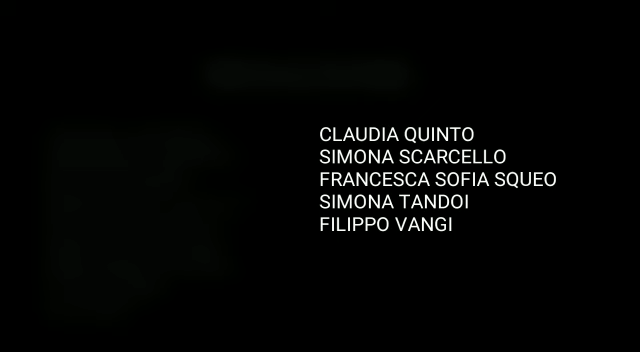 CLAUDIA QUINTO
SIMONA SCARCELLO
FRANCESCA SOFIA SQUEO
SIMONA TANDOI
FILIPPO VANGI